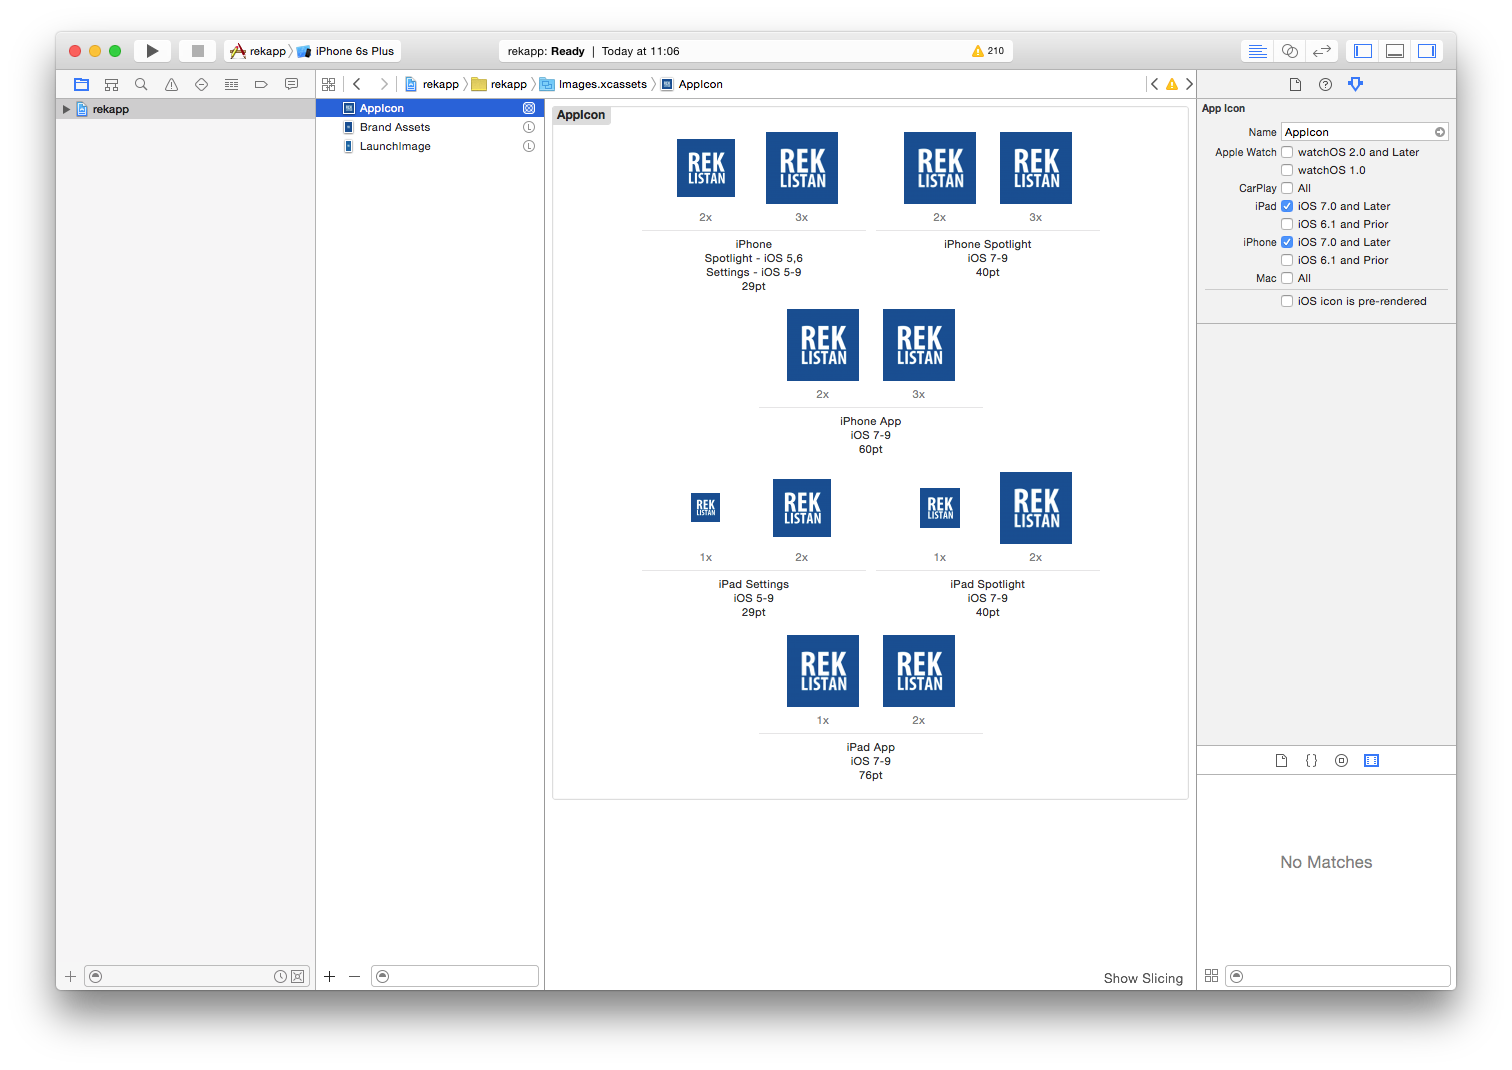 rekapp
iPhone 6s Plus
rekapp: Ready | Today at 11:06
210
rekapp
rekapp
Images.xcassets
AppIcon
rekapp
AppIcon
Brand Assets
L
LaunchImage
L
AppIcon
REK
LISTAN
REK
LISTAN
REK
LISTAN
REK
LISTAN
2x
3x
2x
3x
iPhone
Spotlight - iOS 5,6
Settings - iOS 5-9
29pt
iPhone Spotlight
iOS 7-9
40pt
REK
LISTAN
REK
LISTAN
2x
3x
iPhone App
iOS 7-9
60pt
REK
LISTAN
REK
LISTAN
REK
LISTAN
REK
LISTAN
1x
2x
1x
2x
iPad Settings
iOS 5-9
29pt
iPad Spotlight
iOS 7-9
40pt
REK
LISTAN
REK
LISTAN
1x
2x
iPad App
iOS 7-9
76pt
Show Slicing
App Icon
Name AppIcon
Apple Watch watchOS 2.0 and Later
watchOS 1.0
CarPlay All
iPad iOS 7.0 and Later
iOS 6.1 and Prior
iPhone iOS 7.0 and Later
iOS 6.1 and Prior
Mac All
iOS icon is pre-rendered
{ }
No Matches